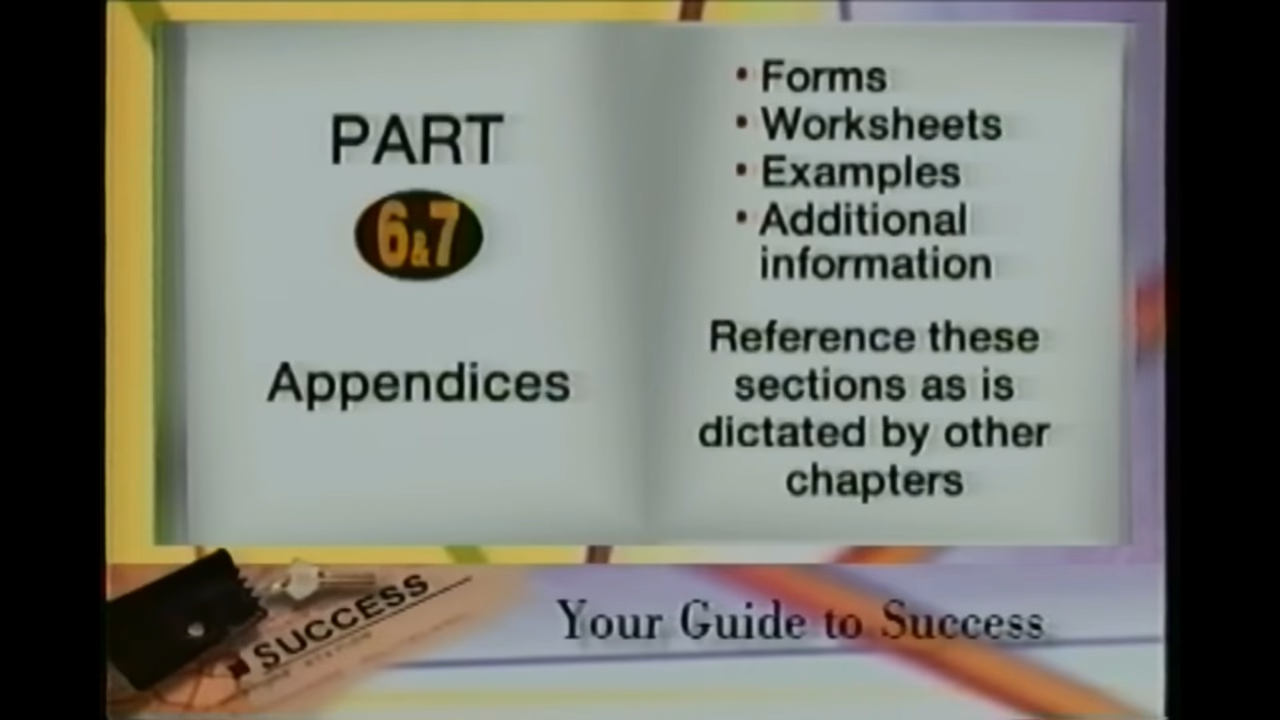 PART
6&7
Appendices
• Forms
• Worksheets
• Examples
• Additional
information
Reference these
sections as is
dictated by other
chapters
SUCCESS
Your Guide to Success